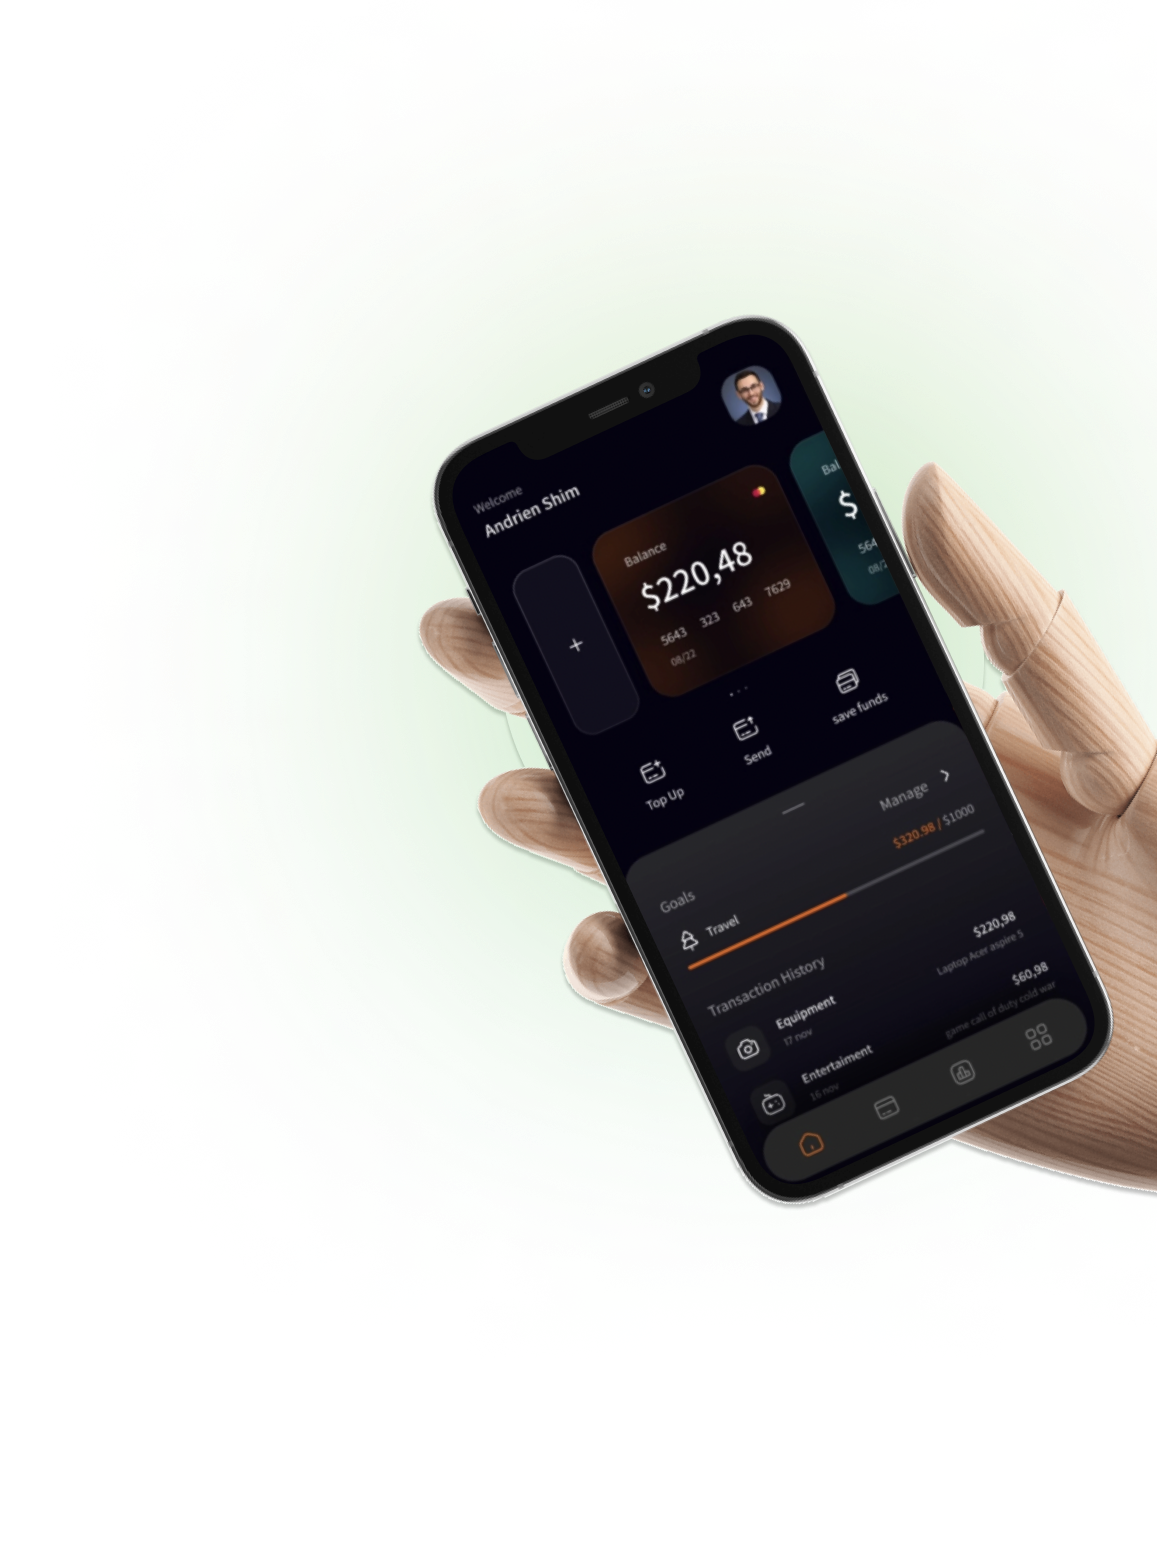 Welcome
Andrien Shim
Balance
$220,48
5643 323 643 7629
08/22
Bal
$
564
08/2
+
Top Up
Send
save funds
Goals
Manage
Travel
$320.98 / $1000
Transaction History
Equipment
$220,98
17 nov
Laptop Acer aspire 5
Entertaiment
$60,98
16 nov
game call of duty cold war